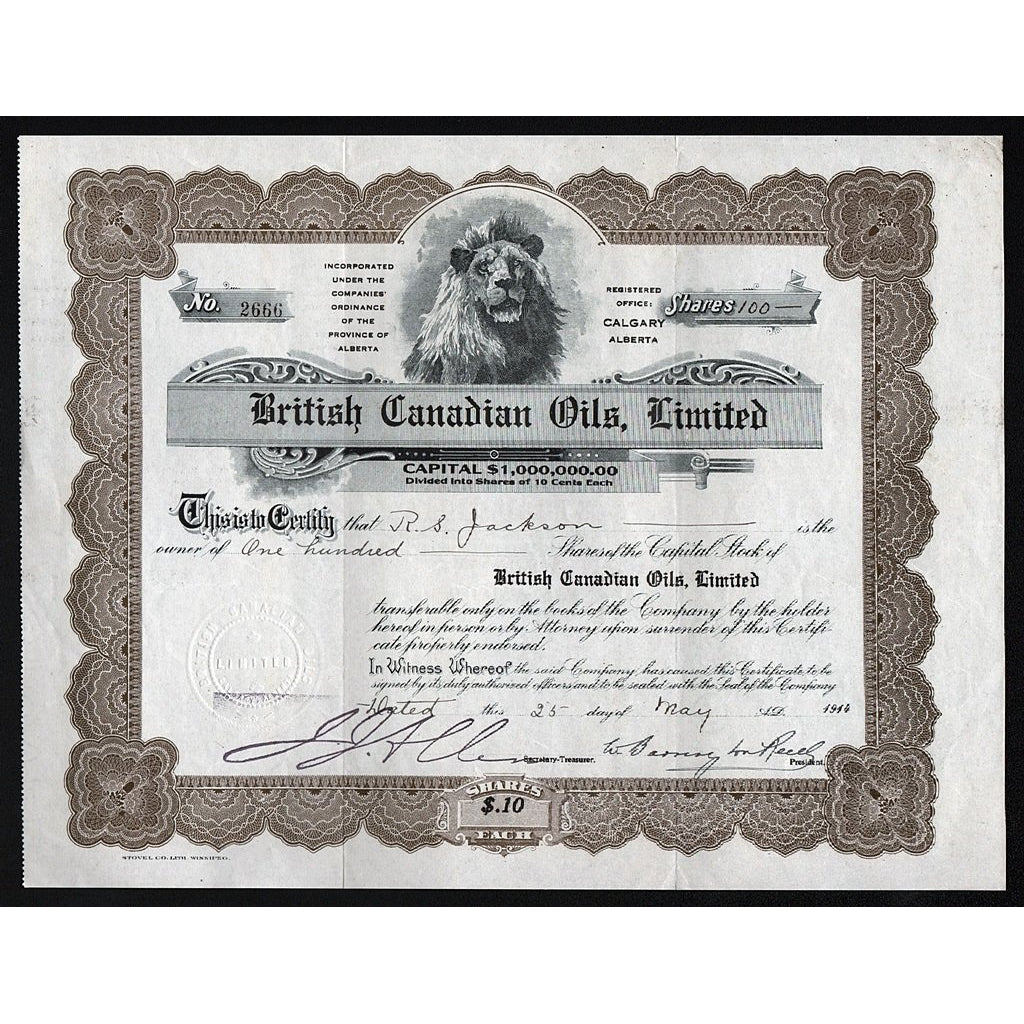 INCORPORATED
UNDER THE
COMPANIES'
ORDINANCE
OF THE
PROVINCE OF
ALBERTA
No. 2666
REGISTERED
OFFICE:
CALGARY
ALBERTA
Shares 100
British Canadian Oils, Limited
CAPITAL $1,000,000.00
Divided Into Shares of 10 Cents Each
This is to Certify that R. S. Jackson is the
owner of One hundred Shares of the Capital Stock of
British Canadian Oils, Limited
transferable only on the books of the Company by the holder
hereof in person or by Attorney upon surrender of this Certifi-
cate properly endorsed.
In Witness Whereof the said Company has caused this Certificate to be
signed by its duly authorized officers and to be sealed with the Seal of the Company
Dated this 25 day of May A.D. 1914
Secretary-Treasurer.
President.
LIMITED
SHARES
$.10
EACH
STOVEL CO. LITH. WINNIPEG.